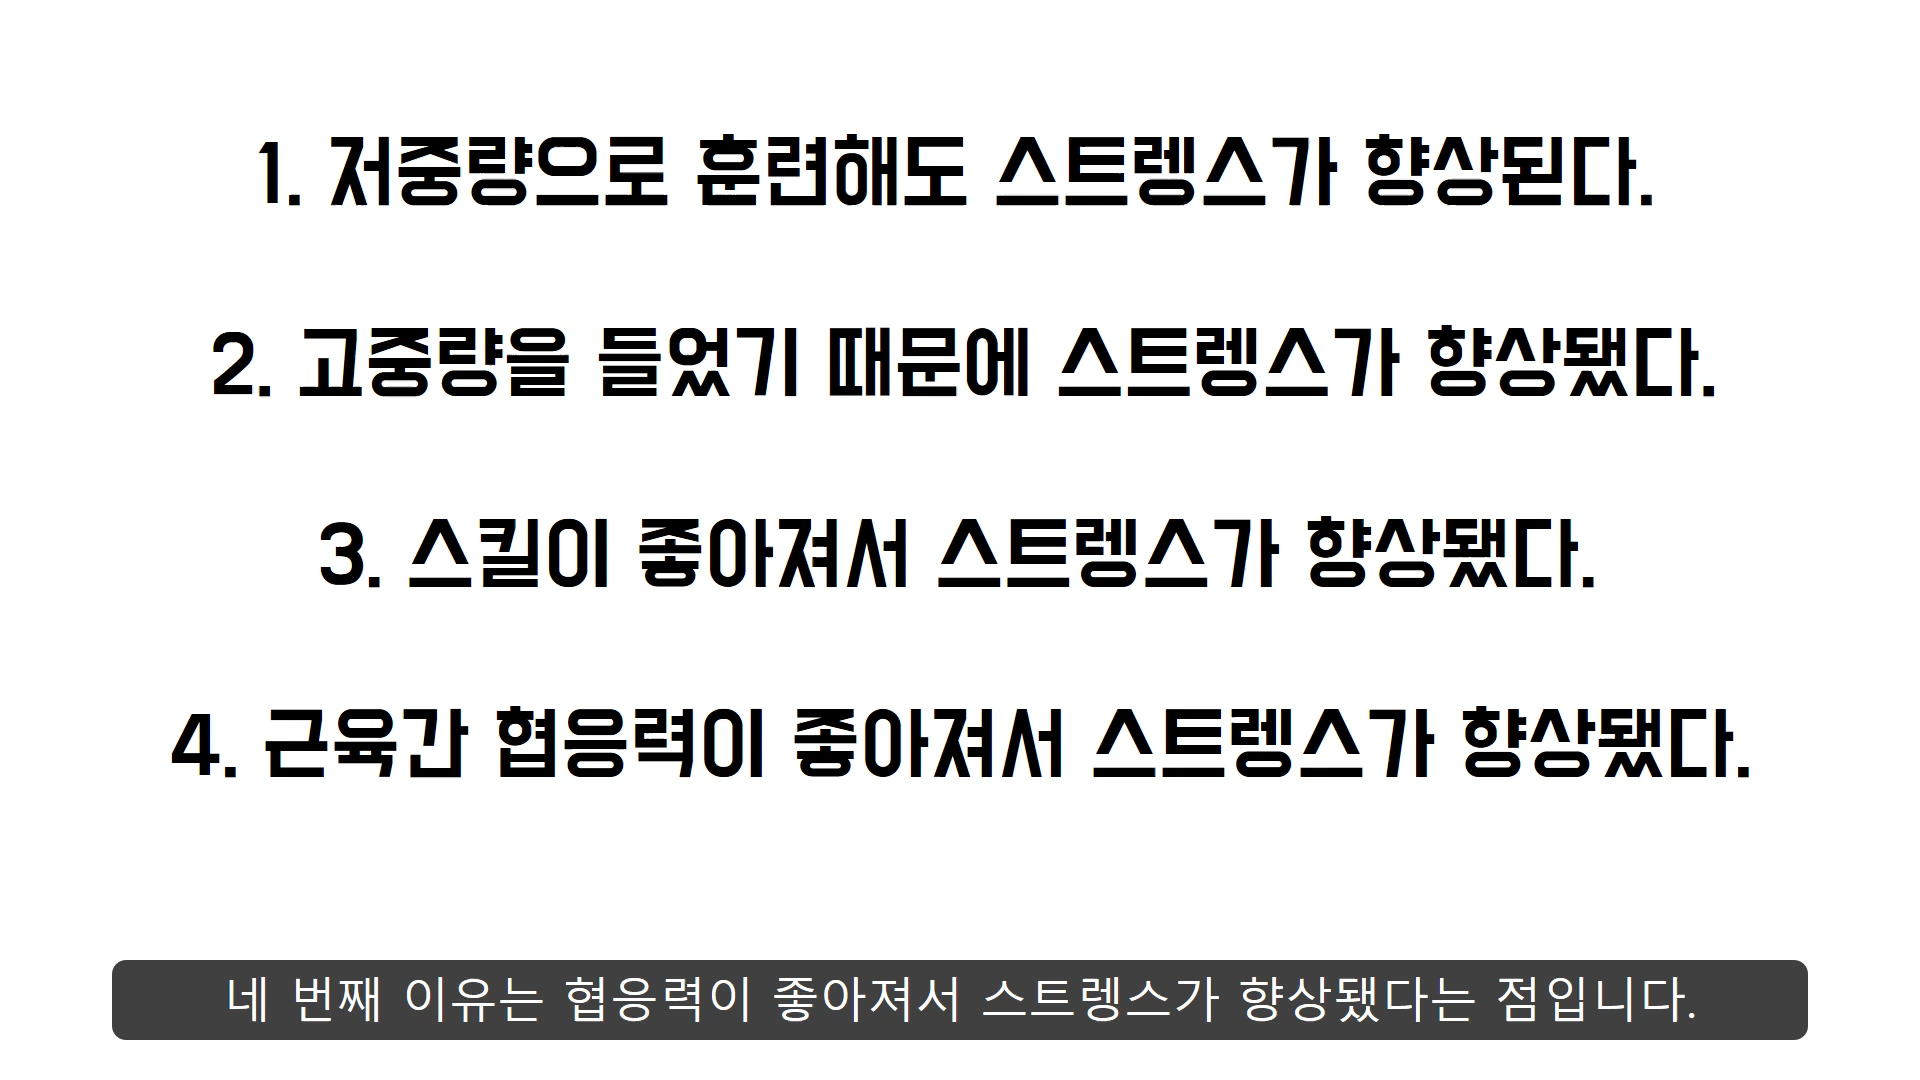 1. 저중량으로 훈련해도 스트렝스가 향상된다.
2. 고중량을 들었기 때문에 스트렝스가 향상됐다.
3. 스킬이 좋아져서 스트렝스가 향상됐다.
4. 근육간 협응력이 좋아져서 스트렝스가 향상됐다.
네 번째 이유는 협응력이 좋아져서 스트렝스가 향상됐다는 점입니다.